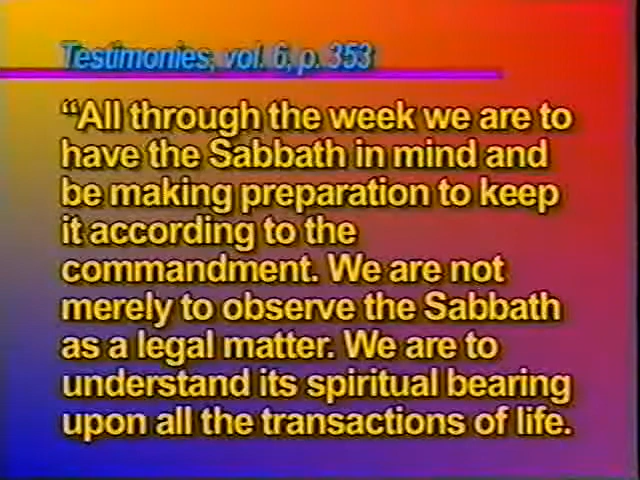 Testimonies, vol. 6, p. 353
“All through the week we are to
have the Sabbath in mind and
be making preparation to keep
it according to the
commandment. We are not
merely to observe the Sabbath
as a legal matter. We are to
understand its spiritual bearing
upon all the transactions of life.